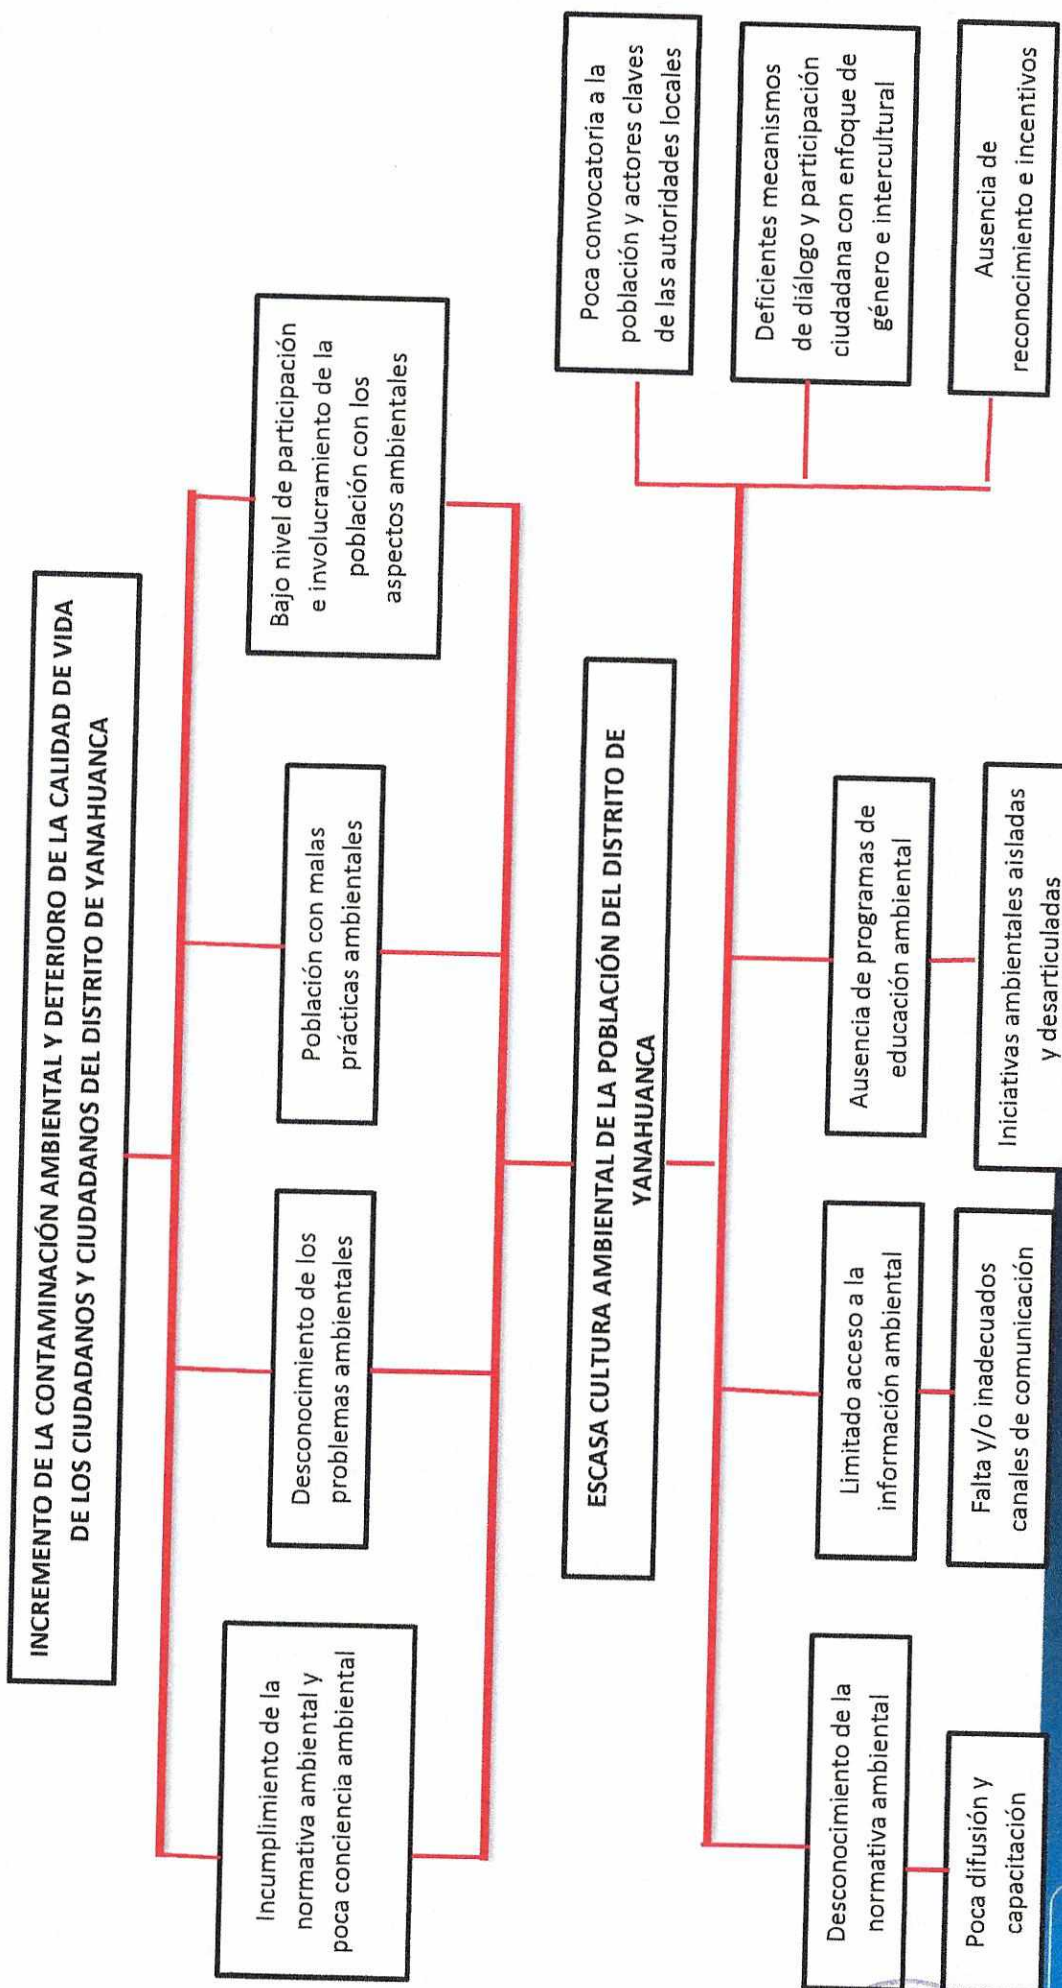 INCREMENTO DE LA CONTAMINACIÓN AMBIENTAL Y DETERIORO DE LA CALIDAD DE VIDA
DE LOS CIUDADANOS Y CIUDADANOS DEL DISTRITO DE YANAHUANCA
Incumplimiento de la
normativa ambiental y
poca conciencia ambiental
Desconocimiento de los
problemas ambientales
Población con malas
prácticas ambientales
Bajo nivel de participación
e involucramiento de la
población con los
aspectos ambientales
ESCASA CULTURA AMBIENTAL DE LA POBLACIÓN DEL DISTRITO DE
YANAHUANCA
Desconocimiento de la
normativa ambiental
Poca difusión y
capacitación
Limitado acceso a la
información ambiental
Falta y/o inadecuados
canales de comunicación
Ausencia de programas de
educación ambiental
Iniciativas ambientales aisladas
y desarticuladas
Poca convocatoria a la
población y actores claves
de las autoridades locales
Deficientes mecanismos
de diálogo y participación
ciudadana con enfoque de
género e intercultural
Ausencia de
reconocimiento e incentivos